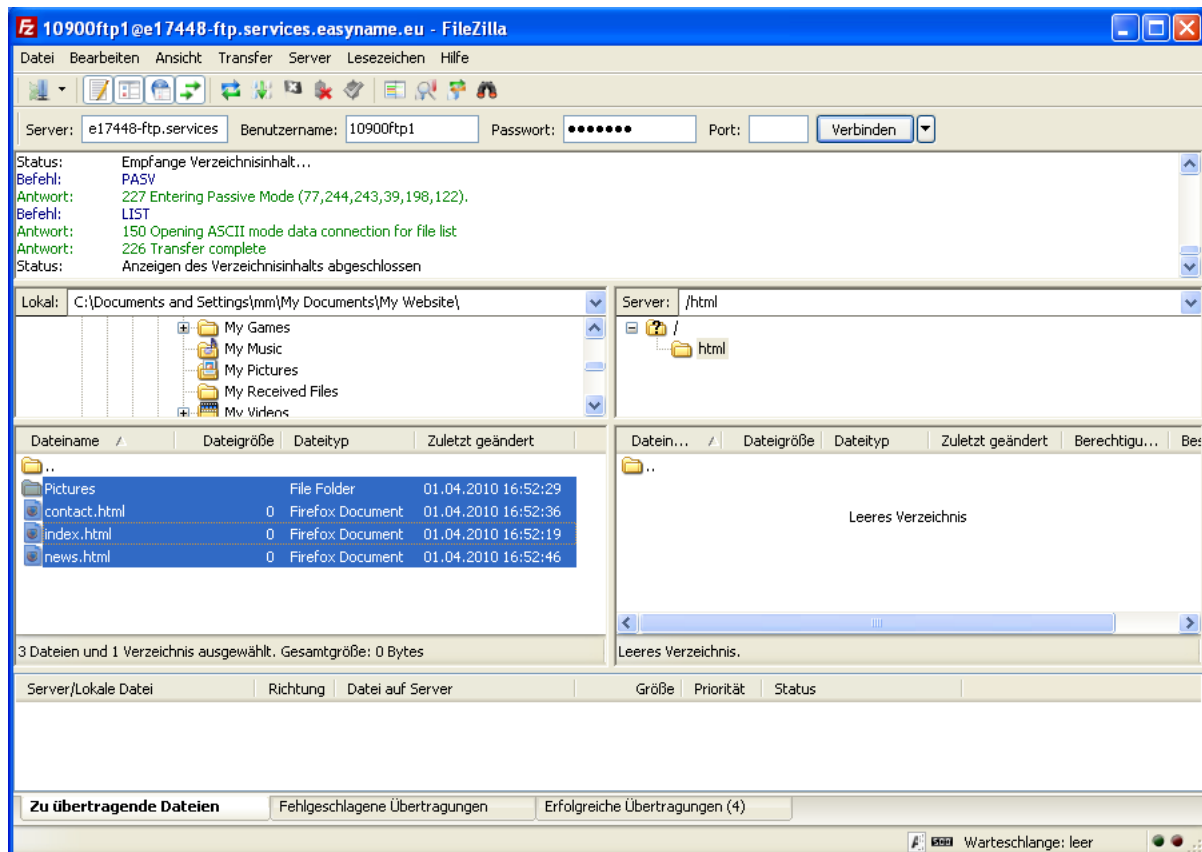 10900ftp1@e17448-ftp.services.easyname.eu - FileZilla
Datei Bearbeiten Ansicht Transfer Server Lesezeichen Hilfe
Server: e17448-ftp.services Benutzername: 10900ftp1 Passwort: ●●●●●●● Port: Verbinden
Status: Empfange Verzeichnisinhalt...
Befehl: PASV
Antwort: 227 Entering Passive Mode (77,244,243,39,198,122).
Befehl: LIST
Antwort: 150 Opening ASCII mode data connection for file list
Antwort: 226 Transfer complete
Status: Anzeigen des Verzeichnisinhalts abgeschlossen
Lokal: C:\Documents and Settings\mm\My Documents\My Website\
My Games
My Music
My Pictures
My Received Files
My Videos
Server: /html
/
html
Dateiname Dateigröße Dateityp Zuletzt geändert
..
Pictures File Folder 01.04.2010 16:52:29
contact.html 0 Firefox Document 01.04.2010 16:52:36
index.html 0 Firefox Document 01.04.2010 16:52:19
news.html 0 Firefox Document 01.04.2010 16:52:46
3 Dateien und 1 Verzeichnis ausgewählt. Gesamtgröße: 0 Bytes
Datein... Dateigröße Dateityp Zuletzt geändert Berechtigu... Bes
..
Leeres Verzeichnis
Leeres Verzeichnis.
Server/Lokale Datei Richtung Datei auf Server Größe Priorität Status
Zu übertragende Dateien Fehlgeschlagene Übertragungen Erfolgreiche Übertragungen (4)
Warteschlange: leer